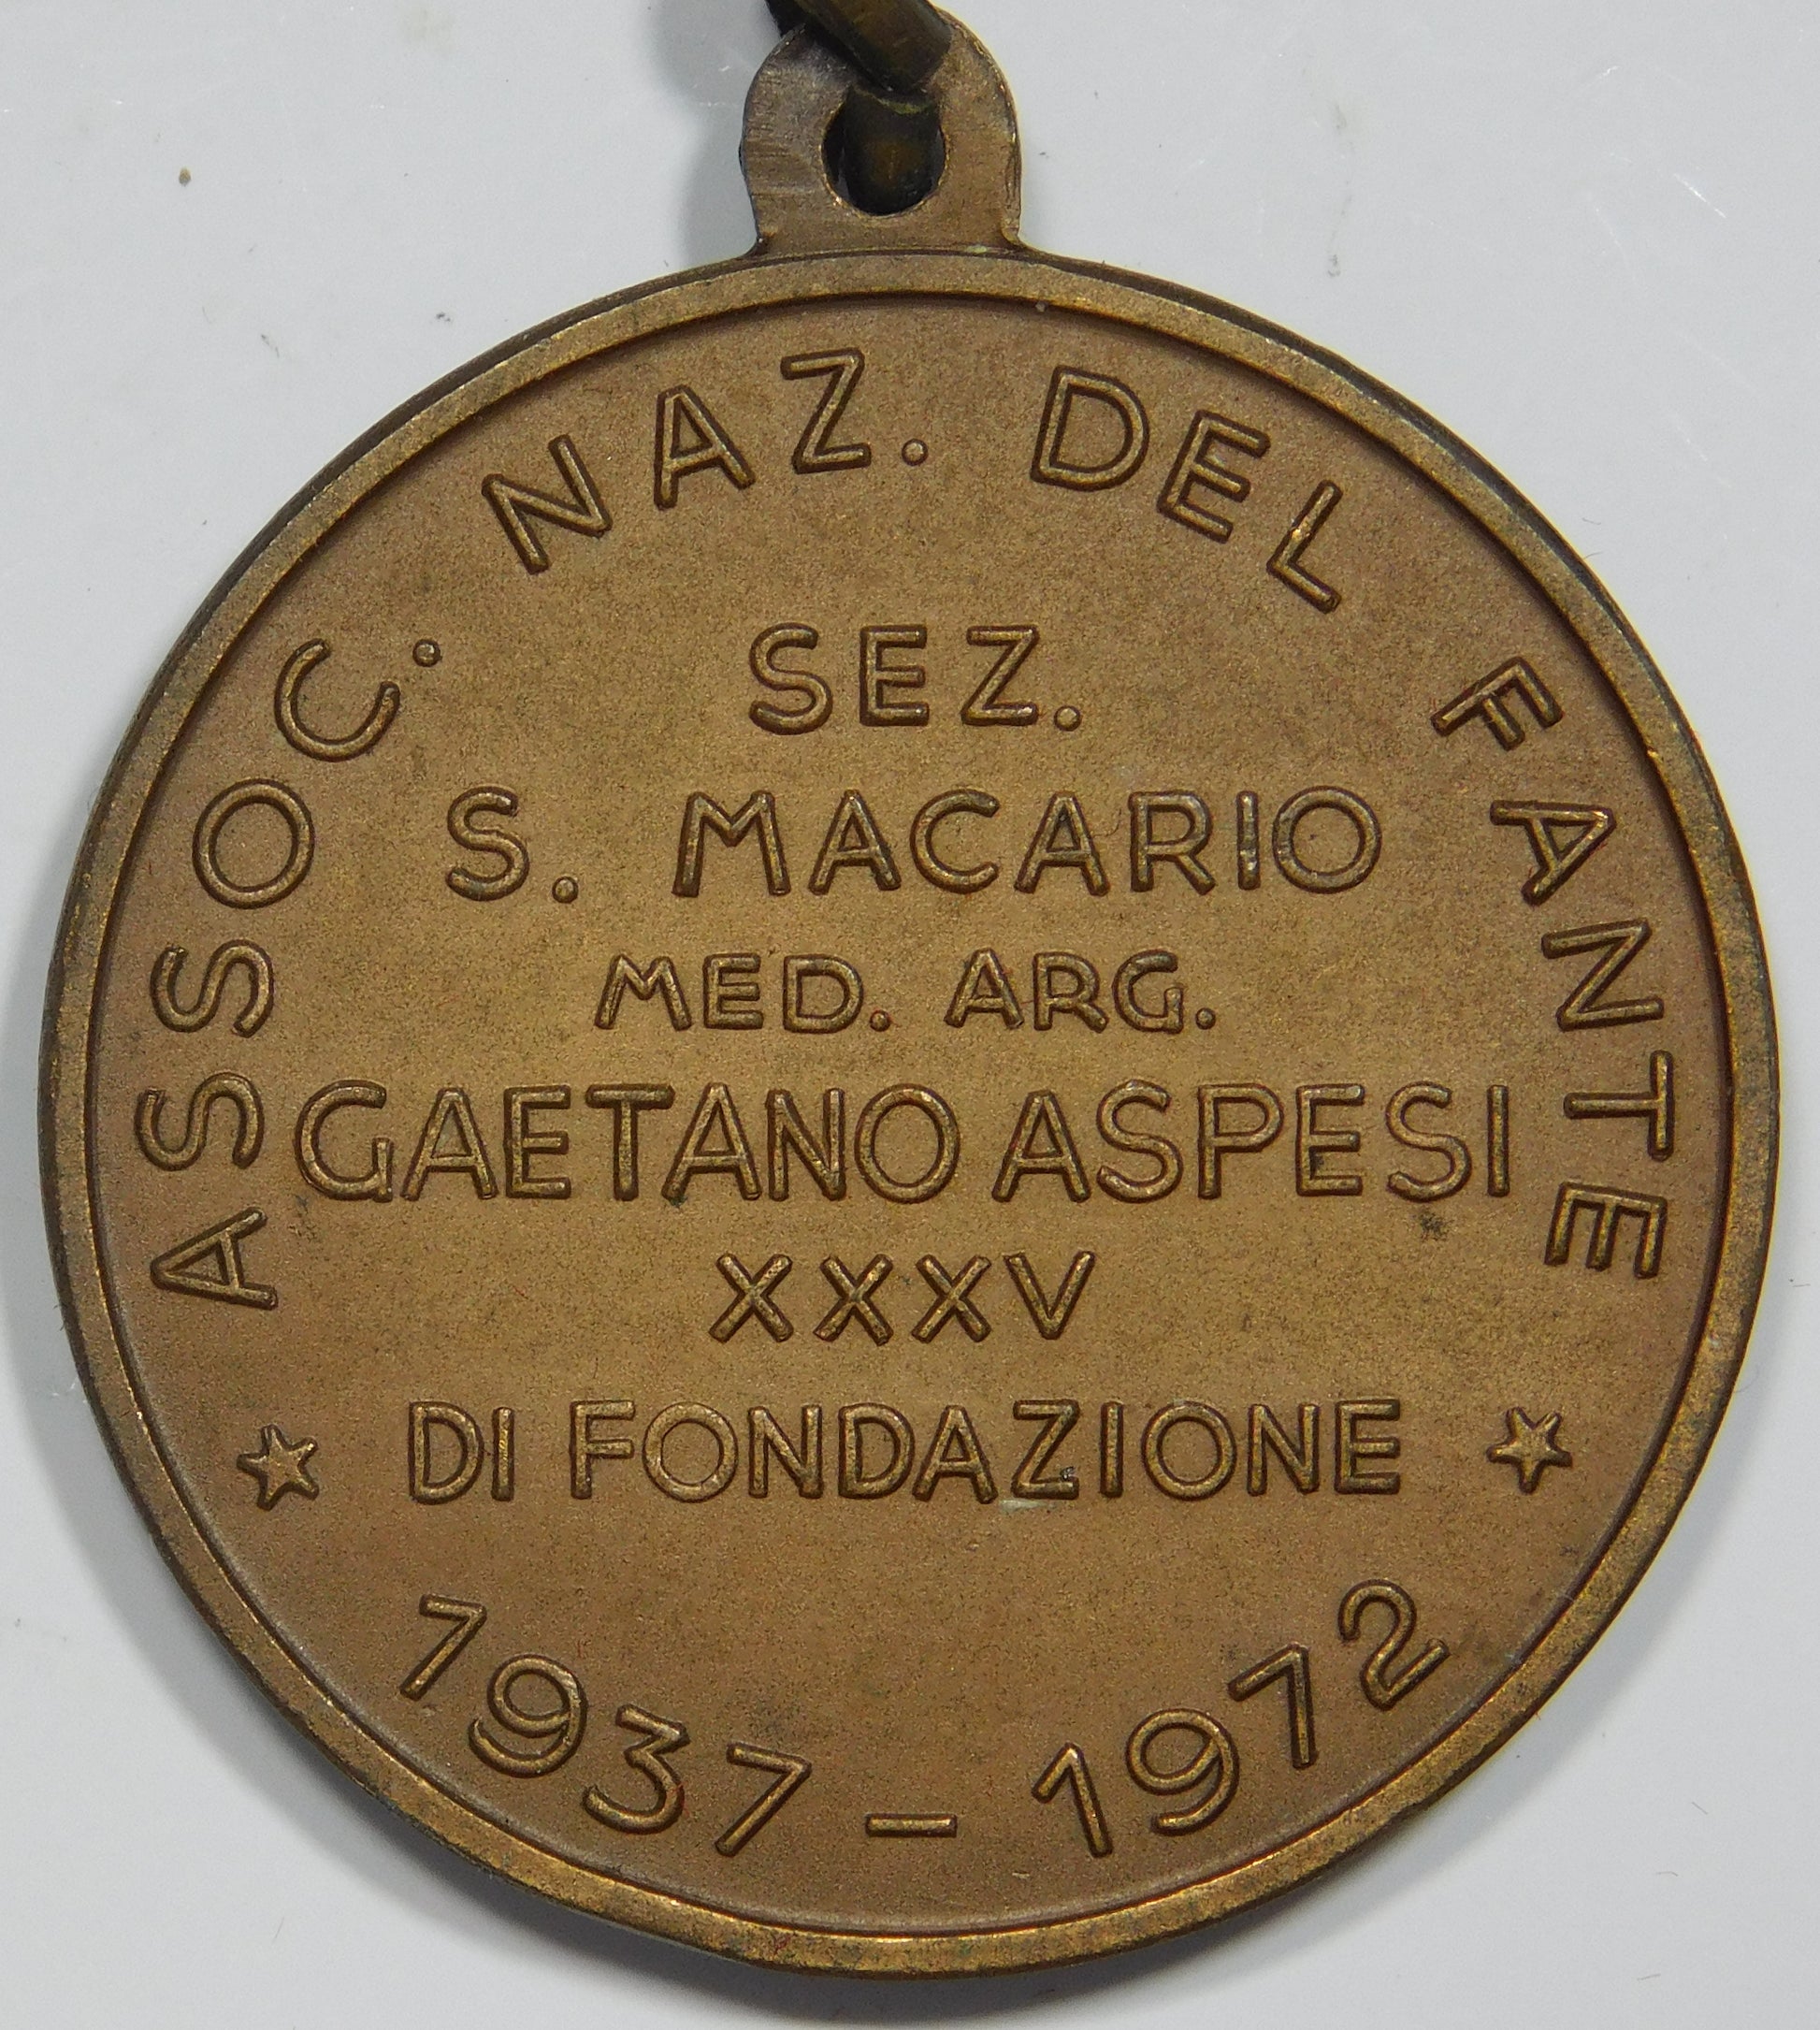 ASSOC. NAZ. DEL FANTE
SEZ.
S. MACARIO
MED. ARG.
GAETANO ASPESI
XXXV
DI FONDAZIONE
1937 - 1972